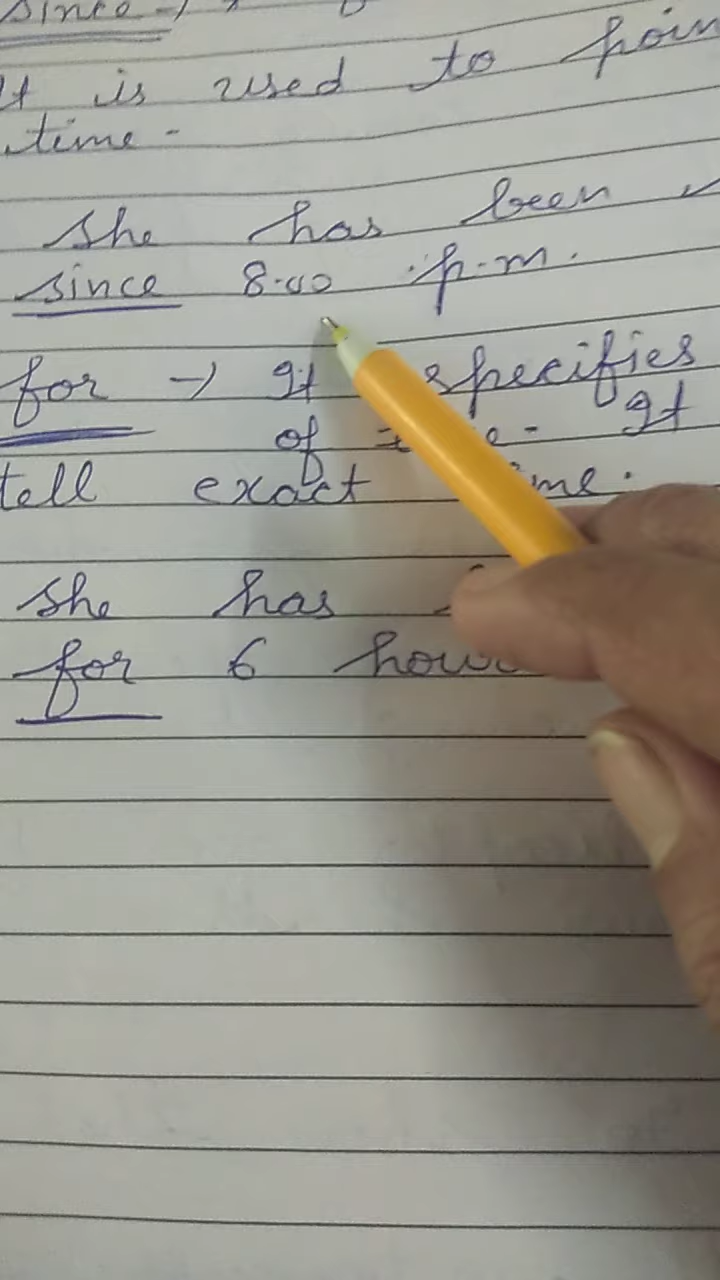 since →
It is used to poin
time -
She has been
since 8.00 p.m.
for → It specifies
of - It
tell exact
She has
for 6